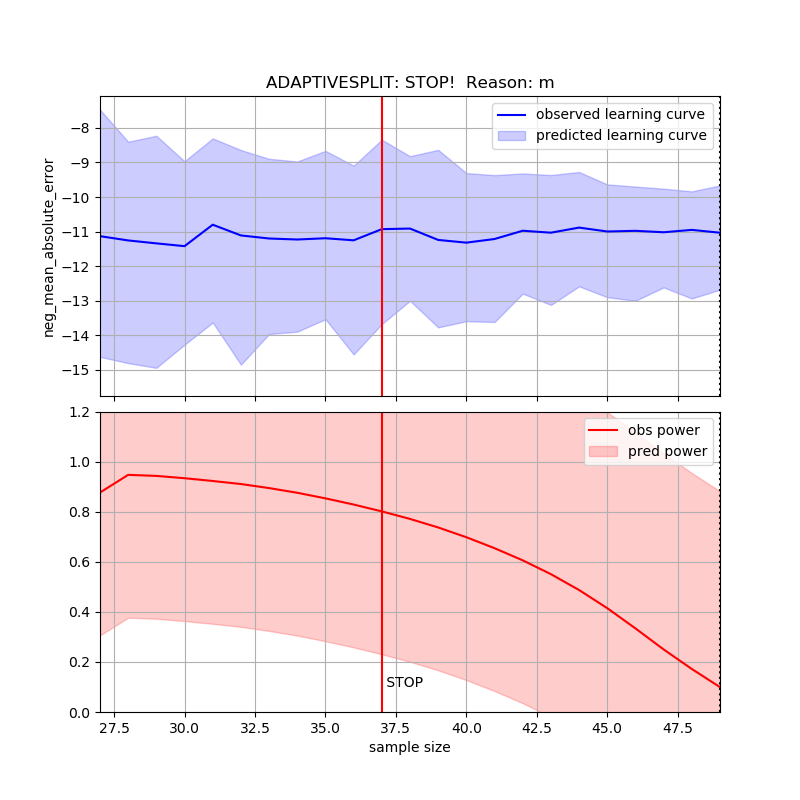 ADAPTIVESPLIT: STOP!  Reason: m
observed learning curve
predicted learning curve
neg_mean_absolute_error
−8
−9
−10
−11
−12
−13
−14
−15
obs power
pred power
1.2
1.0
0.8
0.6
0.4
0.2
0.0
STOP
27.5 30.0 32.5 35.0 37.5 40.0 42.5 45.0 47.5
sample size